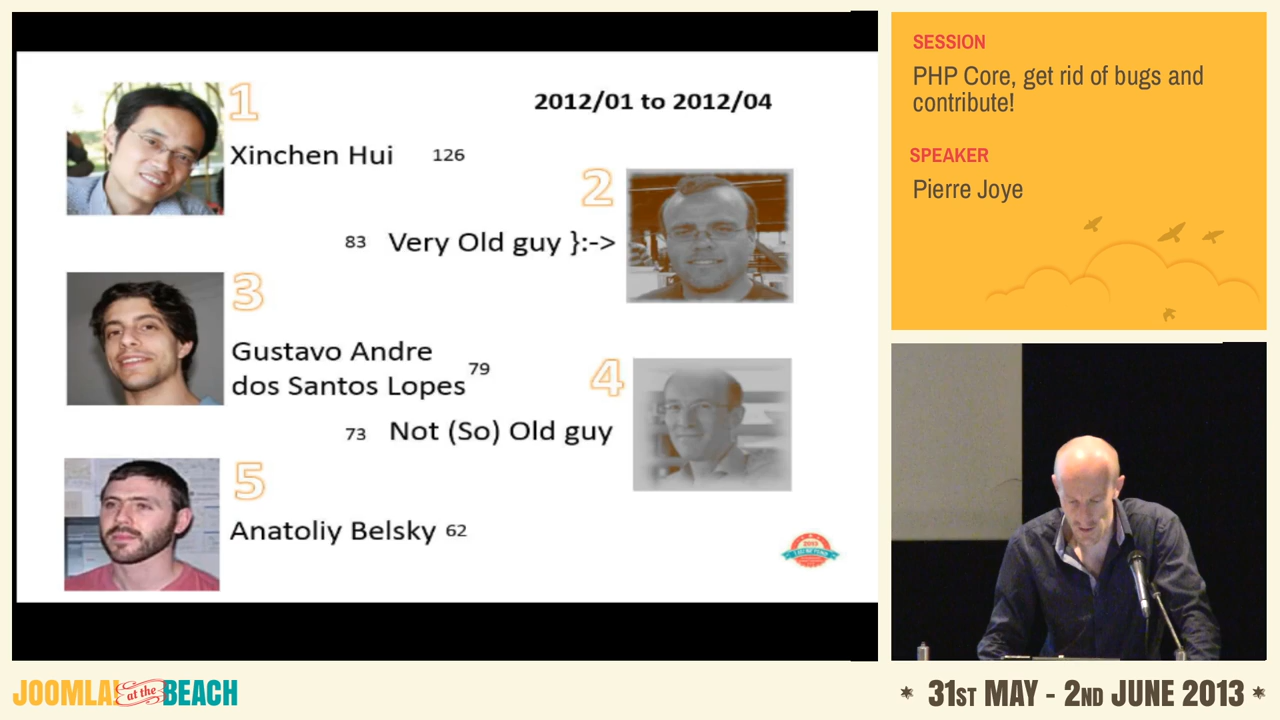 1
2012/01 to 2012/04
Xinchen Hui 126
2
83 Very Old guy }:->
3
Gustavo Andre
dos Santos Lopes 79
4
73 Not (So) Old guy
5
Anatoliy Belsky 62
SESSION
PHP Core, get rid of bugs and
contribute!
SPEAKER
Pierre Joye
JOOMLA! at the BEACH
* 31ST MAY - 2ND JUNE 2013 *